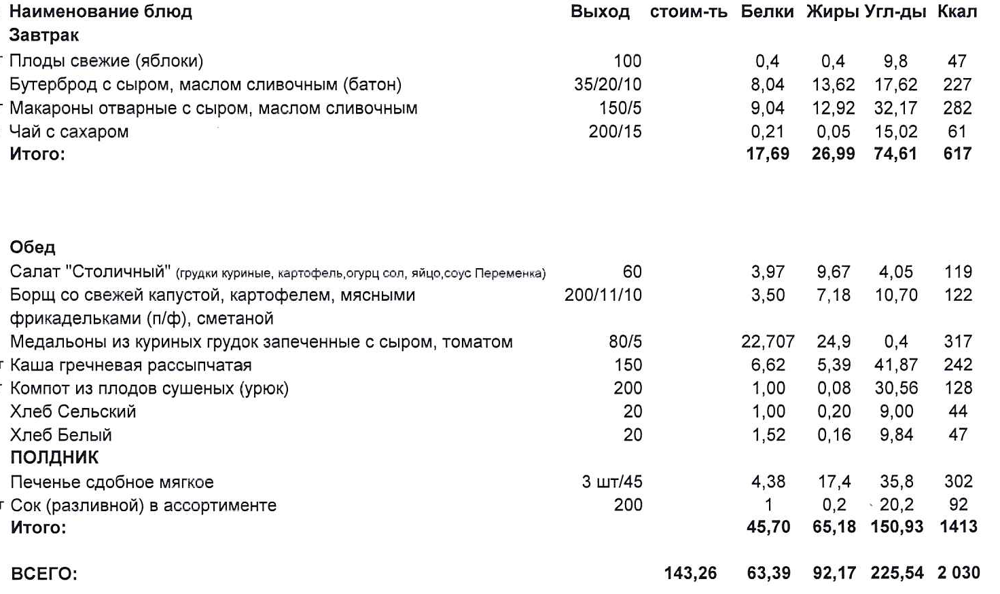 Наименование блюд Выход стоим-ть Белки Жиры Угл-ды Ккал
Завтрак
Плоды свежие (яблоки) 100 0,4 0,4 9,8 47
Бутерброд с сыром, маслом сливочным (батон) 35/20/10 8,04 13,62 17,62 227
Макароны отварные с сыром, маслом сливочным 150/5 9,04 12,92 32,17 282
Чай с сахаром 200/15 0,21 0,05 15,02 61
Итого: 17,69 26,99 74,61 617
Обед
Салат "Столичный" (грудки куриные, картофель,огурц сол, яйцо,соус Переменка) 60 3,97 9,67 4,05 119
Борщ со свежей капустой, картофелем, мясными 200/11/10 3,50 7,18 10,70 122
фрикадельками (п/ф), сметаной
Медальоны из куриных грудок запеченные с сыром, томатом 80/5 22,707 24,9 0,4 317
Каша гречневая рассыпчатая 150 6,62 5,39 41,87 242
Компот из плодов сушеных (урюк) 200 1,00 0,08 30,56 128
Хлеб Сельский 20 1,00 0,20 9,00 44
Хлеб Белый 20 1,52 0,16 9,84 47
ПОЛДНИК
Печенье сдобное мягкое 3 шт/45 4,38 17,4 35,8 302
Сок (разливной) в ассортименте 200 1 0,2 20,2 92
Итого: 45,70 65,18 150,93 1413
ВСЕГО: 143,26 63,39 92,17 225,54 2 030